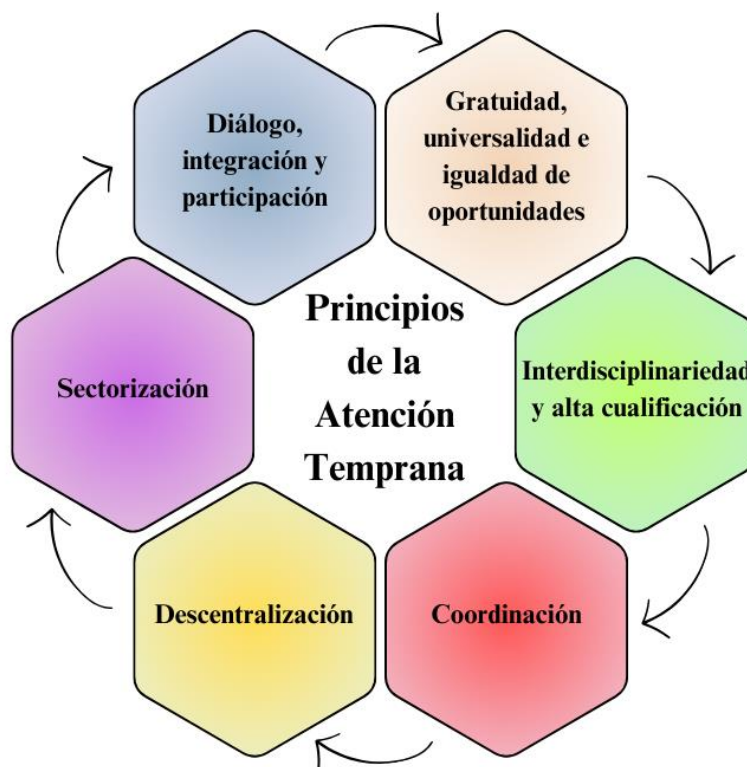 Diálogo,
integración y
participación
Gratuidad,
universalidad e
igualdad de
oportunidades
Interdisciplinariedad
y alta cualificación
Coordinación
Descentralización
Sectorización
Principios
de la
Atención
Temprana